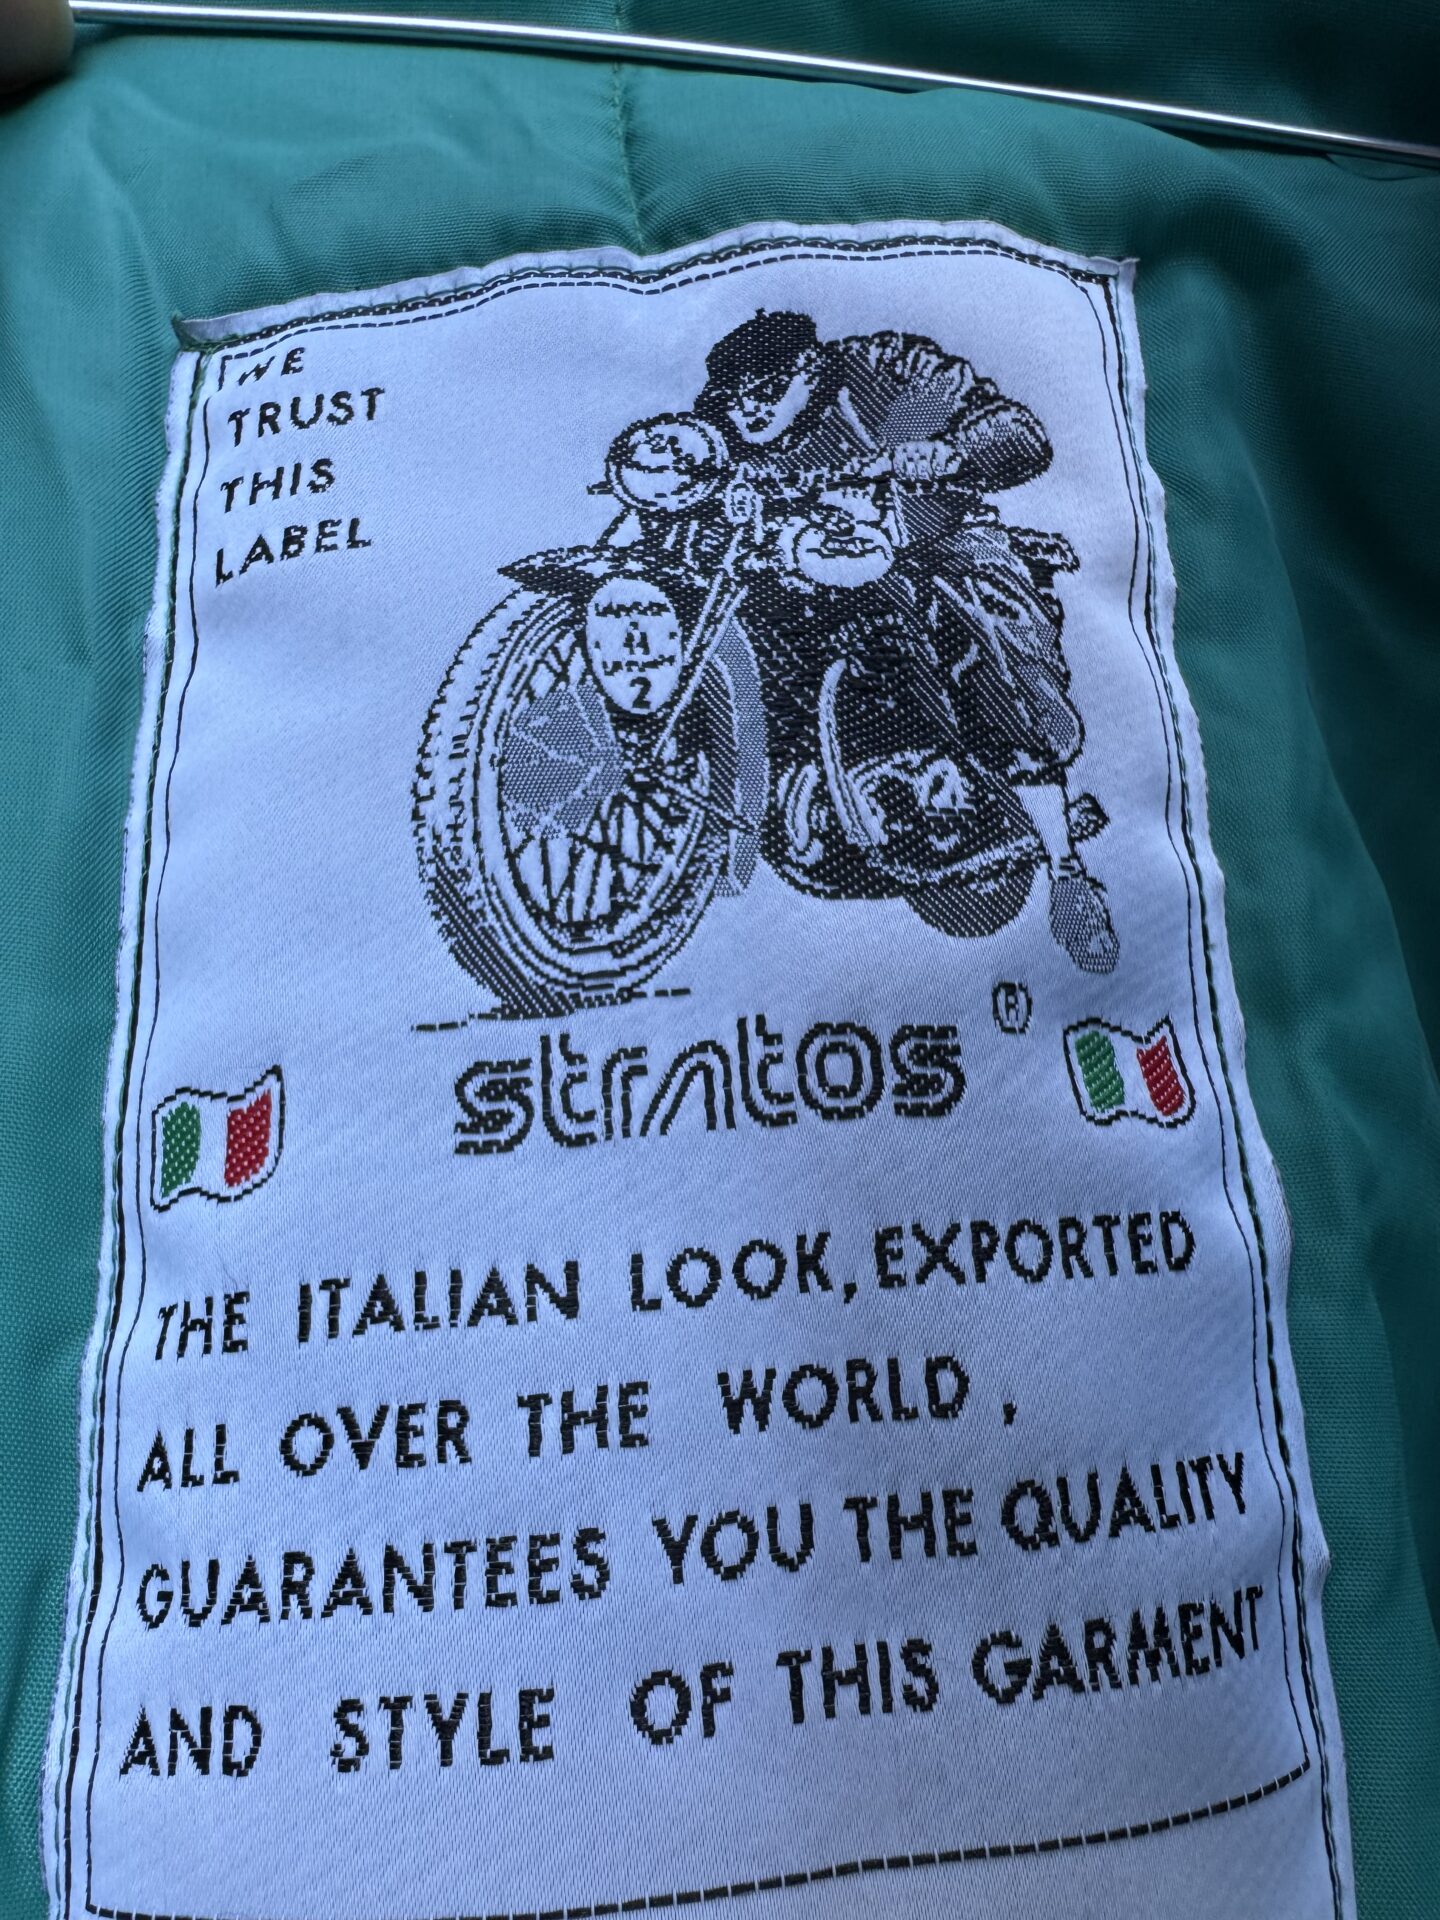 WE
TRUST
THIS
LABEL
2
stratos ®
THE ITALIAN LOOK, EXPORTED
ALL OVER THE WORLD,
GUARANTEES YOU THE QUALITY
AND STYLE OF THIS GARMENT